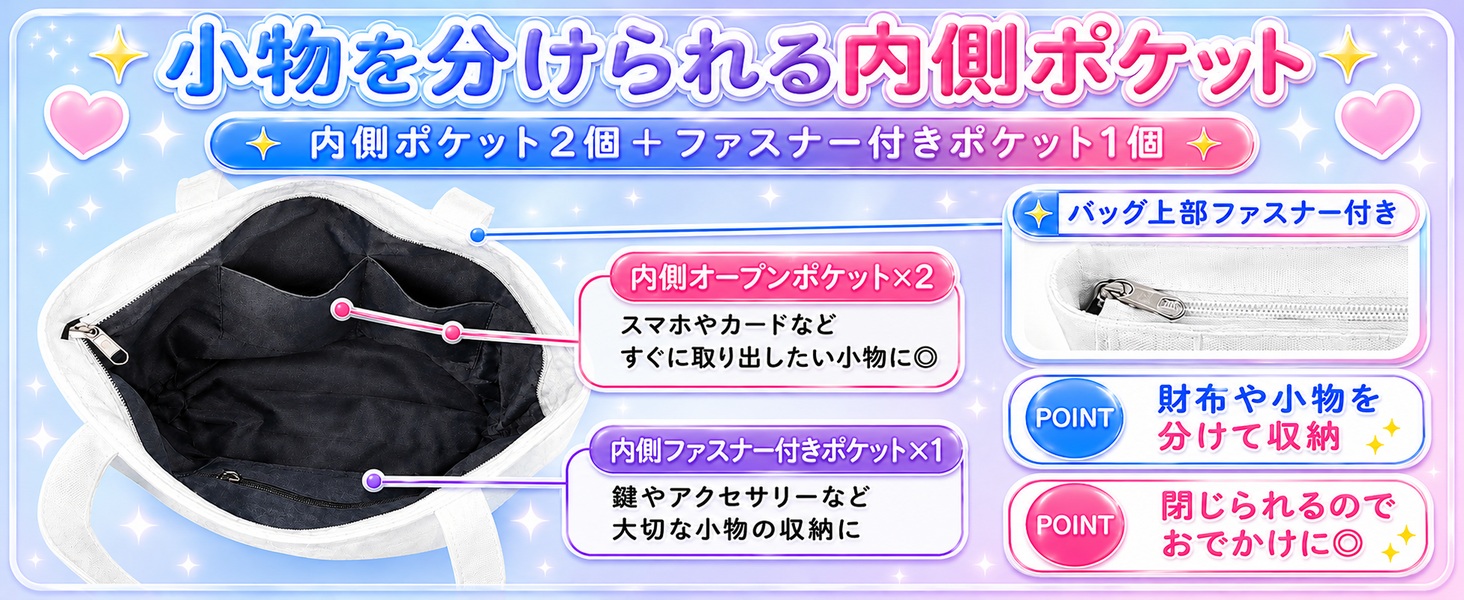 小物を分けられる内側ポケット
内側ポケット2個＋ファスナー付きポケット1個
バッグ上部ファスナー付き
内側オープンポケット×2
スマホやカードなど
すぐに取り出したい小物に◎
内側ファスナー付きポケット×1
鍵やアクセサリーなど
大切な小物の収納に
POINT
財布や小物を
分けて収納
POINT
閉じられるので
おでかけに◎